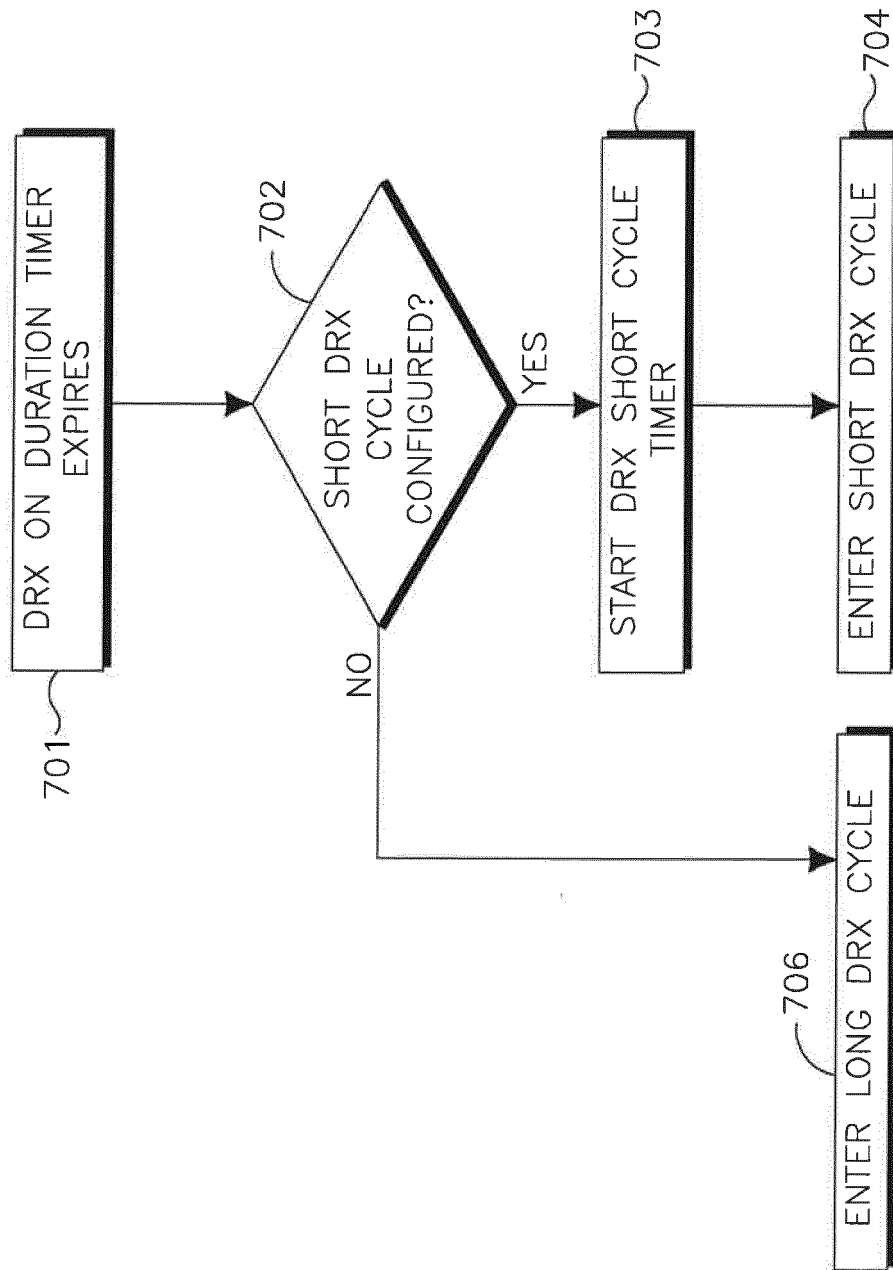 DRX ON DURATION TIMER
EXPIRES
701
SHORT DRX
CYCLE
CONFIGURED?
702
NO
YES
START DRX SHORT CYCLE
TIMER
703
ENTER SHORT DRX CYCLE
704
ENTER LONG DRX CYCLE
706